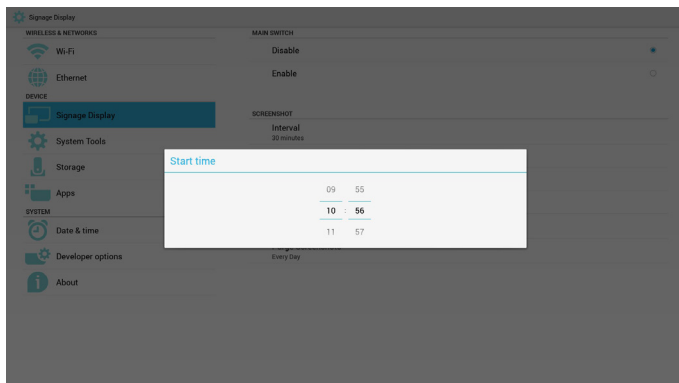 Signage Display
WIRELESS & NETWORKS
Wi-Fi
Ethernet
DEVICE
Signage Display
System Tools
Storage
Apps
SYSTEM
Date & time
Developer options
About
MAIN SWITCH
Disable
Enable
SCREENSHOT
Interval
30 minutes
Start time
09 55
10 : 56
11 57
Every Day